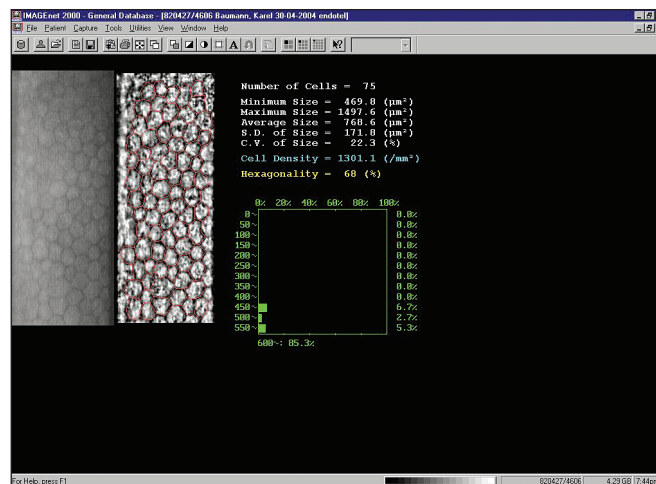 IMAGEnet 2000 - General Database - [820427/4606 Baumann, Karel 30-04-2004 endotel]
File Patient Capture Tools Utilities View Window Help
Number of Cells = 75
Minimum Size = 469.8 (µm²)
Maximum Size = 1497.6 (µm²)
Average Size = 768.6 (µm²)
S.D. of Size = 171.8 (µm²)
C.V. of Size = 22.3 (%)
Cell Density = 1301.1 (/mm²)
Hexagonality = 68 (%)
0% 20% 40% 60% 80% 100%
0~ 0.0%
50~ 0.0%
100~ 0.0%
150~ 0.0%
200~ 0.0%
250~ 0.0%
300~ 0.0%
350~ 0.0%
400~ 0.0%
450~ 6.7%
500~ 2.7%
550~ 5.3%
600~: 85.3%
For Help, press F1 820427/4606 4.29 GB 7:44pm